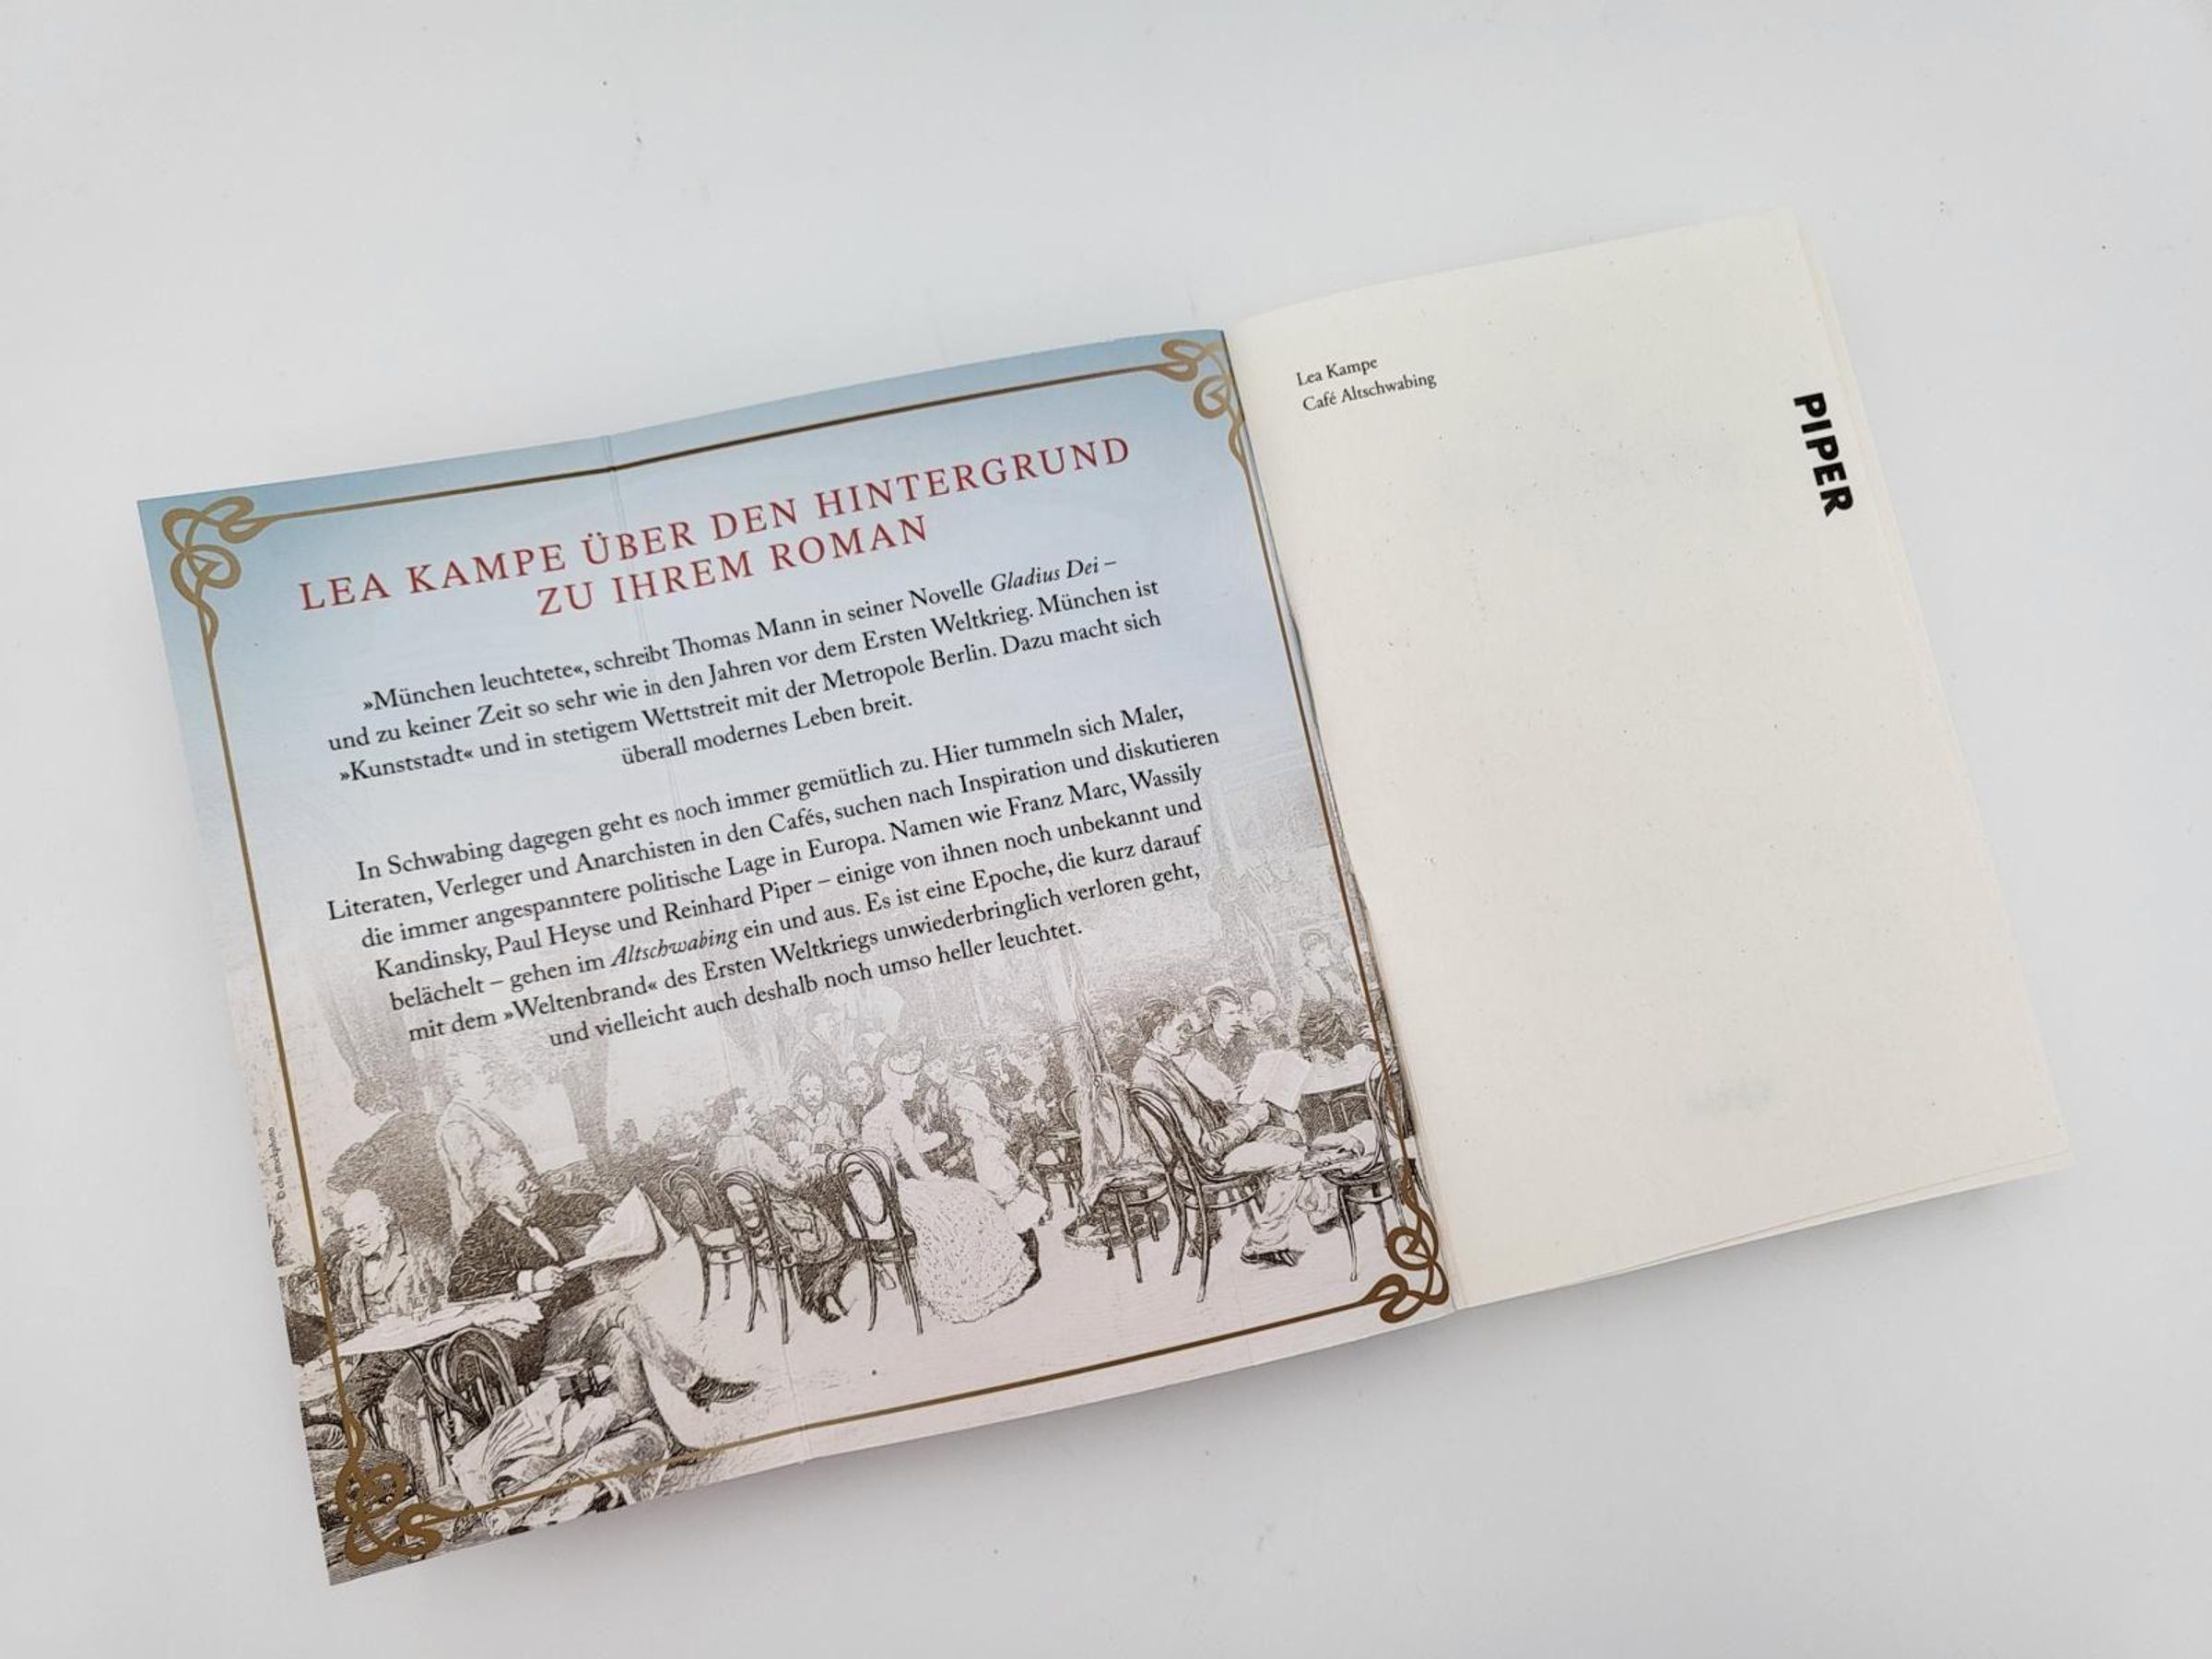 LEA KAMPE ÜBER DEN HINTERGRUND
ZU IHREM ROMAN
»München leuchtete«, schreibt Thomas Mann in seiner Novelle Gladius Dei –
und zu keiner Zeit so sehr wie in den Jahren vor dem Ersten Weltkrieg. München ist
»Kunststadt« und in stetigem Wettstreit mit der Metropole Berlin. Dazu macht sich
überall modernes Leben breit.
In Schwabing dagegen geht es noch immer gemütlich zu. Hier tummeln sich Maler,
Literaten, Verleger und Anarchisten in den Cafés, suchen nach Inspiration und diskutieren
die immer angespanntere politische Lage in Europa. Namen wie Franz Marc, Wassily
Kandinsky, Paul Heyse und Reinhard Piper – einige von ihnen noch unbekannt und
belächelt – gehen im Altschwabing ein und aus. Es ist eine Epoche, die kurz darauf
mit dem »Weltenbrand« des Ersten Weltkriegs unwiederbringlich verloren geht,
und vielleicht auch deshalb noch umso heller leuchtet.
Lea Kampe
Café Altschwabing
PIPER